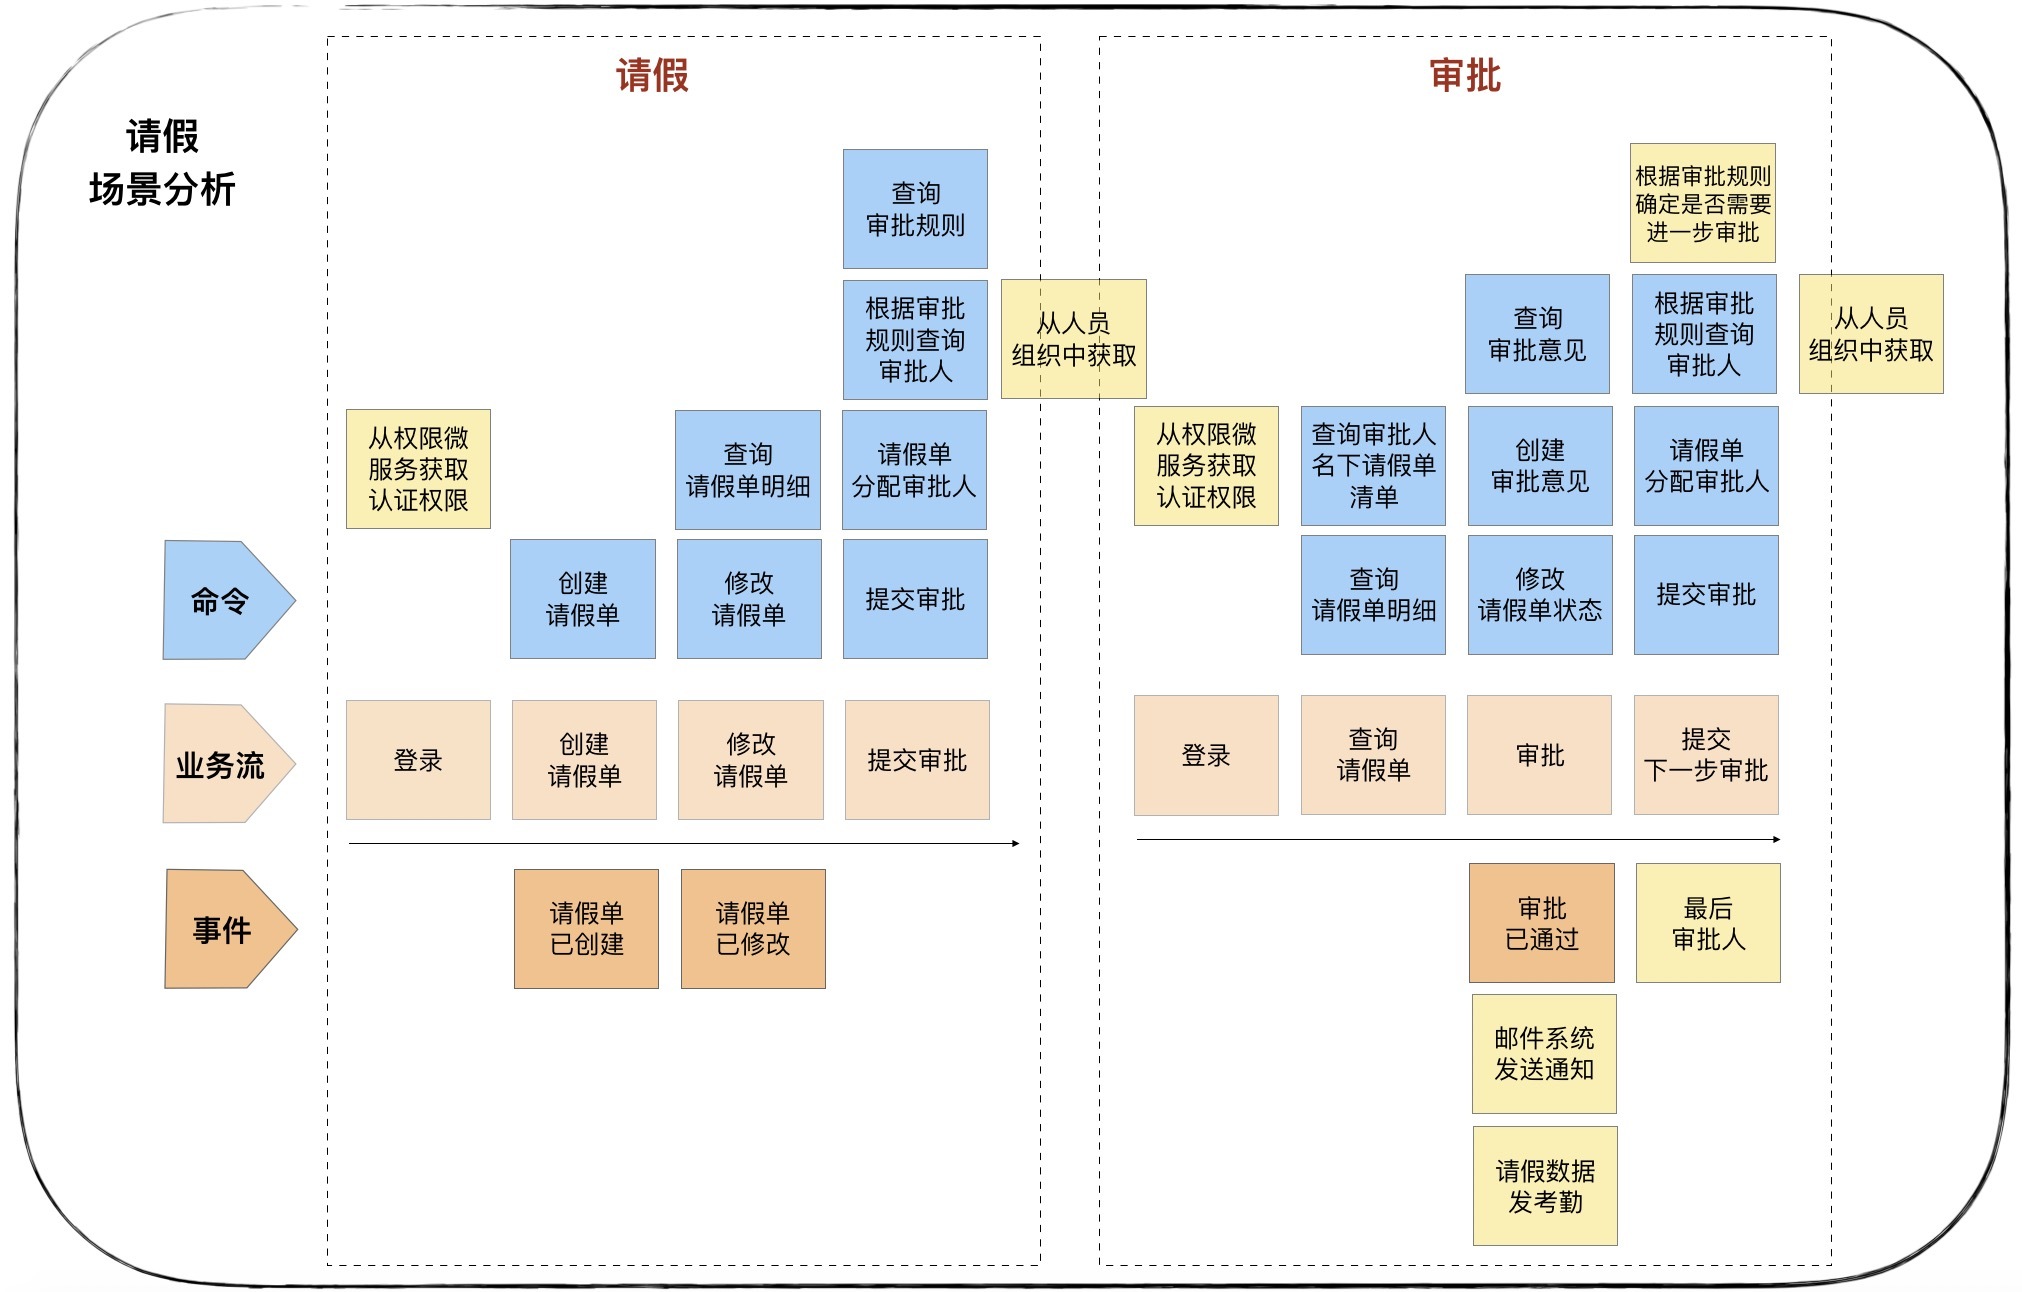 请假
场景分析
请假
审批
查询
审批规则
根据审批
规则查询
审批人
从人员
组织中获取
从权限微
服务获取
认证权限
查询
请假单明细
请假单
分配审批人
命令
创建
请假单
修改
请假单
提交审批
业务流
登录
创建
请假单
修改
请假单
提交审批
事件
请假单
已创建
请假单
已修改
根据审批规则
确定是否需要
进一步审批
查询
审批意见
根据审批
规则查询
审批人
从人员
组织中获取
从权限微
服务获取
认证权限
查询审批人
名下请假单
清单
创建
审批意见
请假单
分配审批人
查询
请假单明细
修改
请假单状态
提交审批
登录
查询
请假单
审批
提交
下一步审批
审批
已通过
最后
审批人
邮件系统
发送通知
请假数据
发考勤